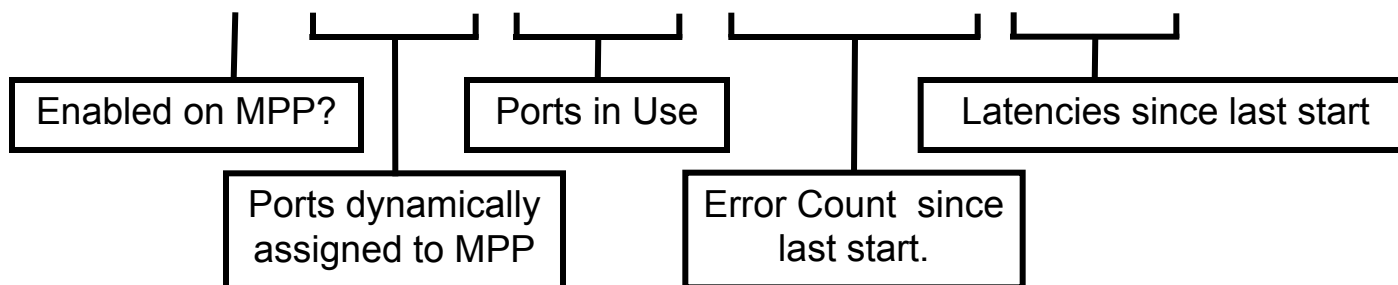 Enabled on MPP?
Ports in Use
Latencies since last start
Ports dynamically
assigned to MPP
Error Count  since
last start.